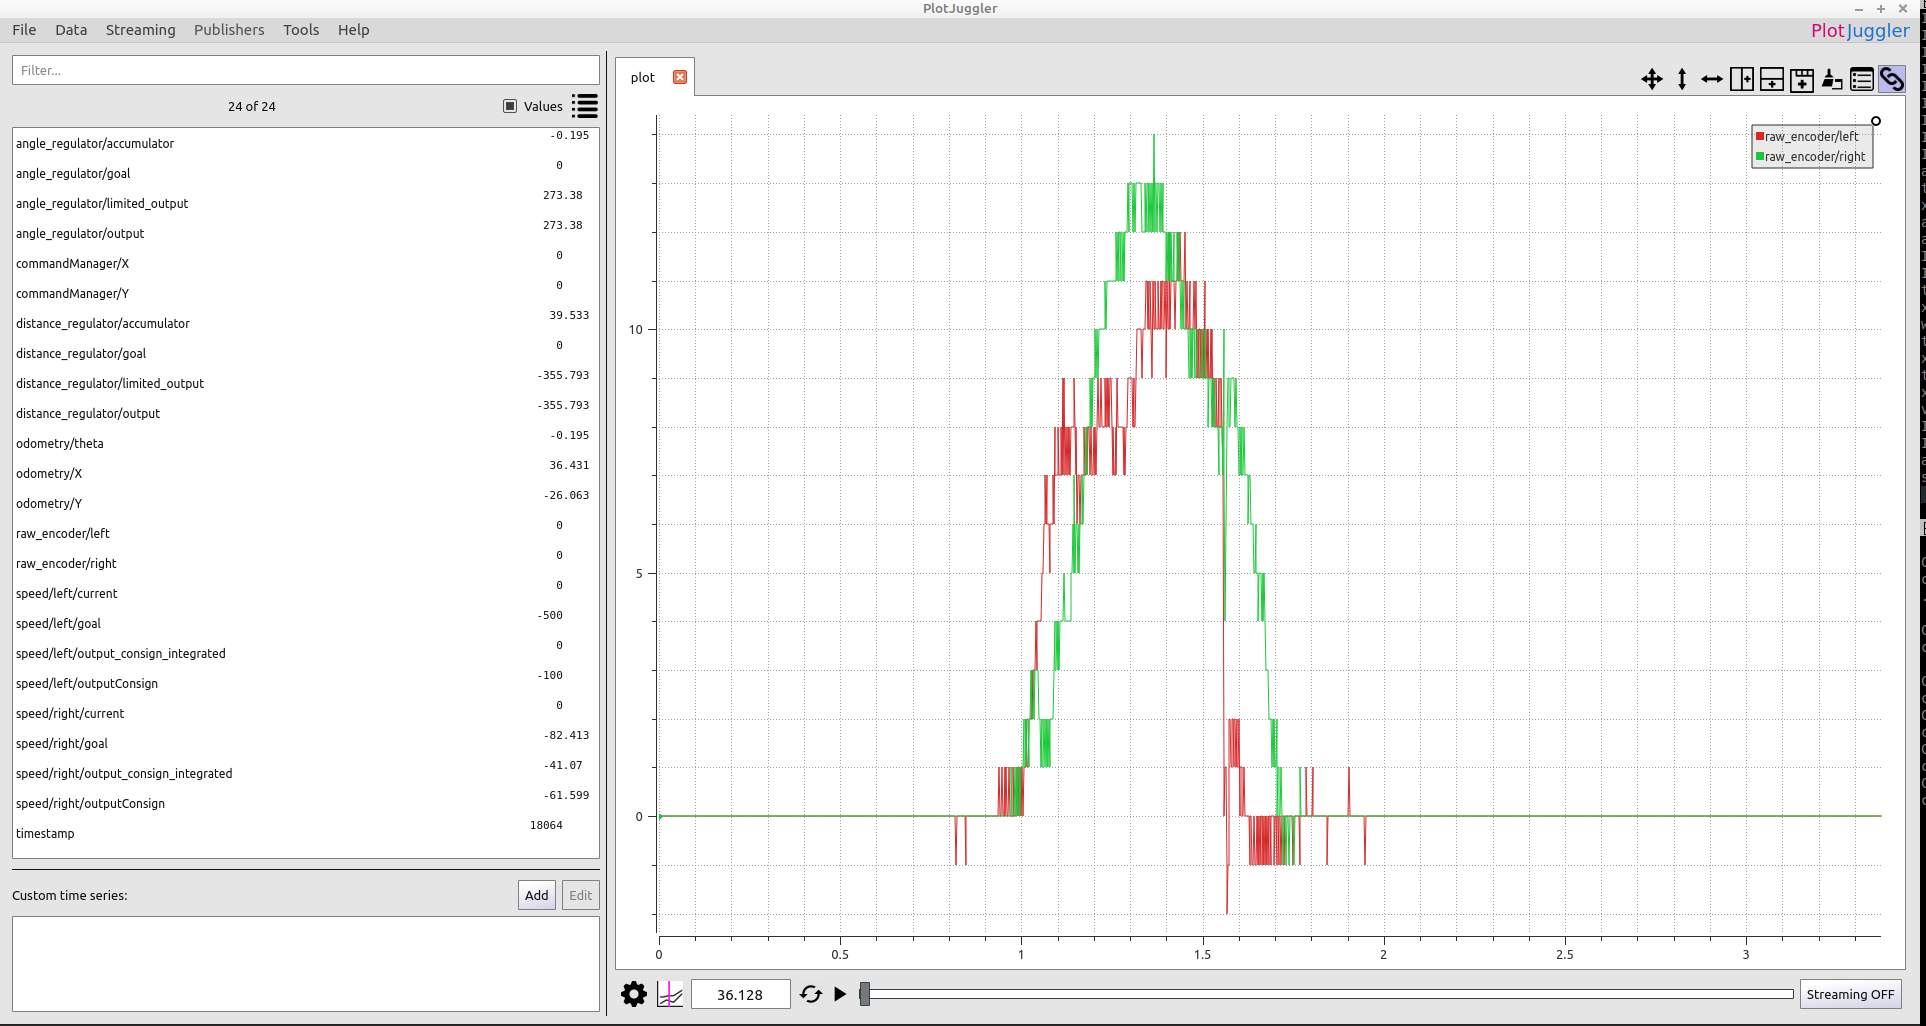 PlotJuggler
File Data Streaming Publishers Tools Help
PlotJuggler
Filter...
24 of 24
Values
angle_regulator/accumulator -0.195
angle_regulator/goal 0
angle_regulator/limited_output 273.38
angle_regulator/output 273.38
commandManager/X 0
commandManager/Y 0
distance_regulator/accumulator 39.533
distance_regulator/goal 0
distance_regulator/limited_output -355.793
distance_regulator/output -355.793
odometry/theta -0.195
odometry/X 36.431
odometry/Y -26.063
raw_encoder/left 0
raw_encoder/right 0
speed/left/current 0
speed/left/goal -500
speed/left/output_consign_integrated 0
speed/left/outputConsign -100
speed/right/current 0
speed/right/goal -82.413
speed/right/output_consign_integrated -41.07
speed/right/outputConsign -61.599
timestamp 18064
Custom time series:
Add
Edit
plot
raw_encoder/left
raw_encoder/right
10
5
0
0 0.5 1 1.5 2 2.5 3
36.128
Streaming OFF